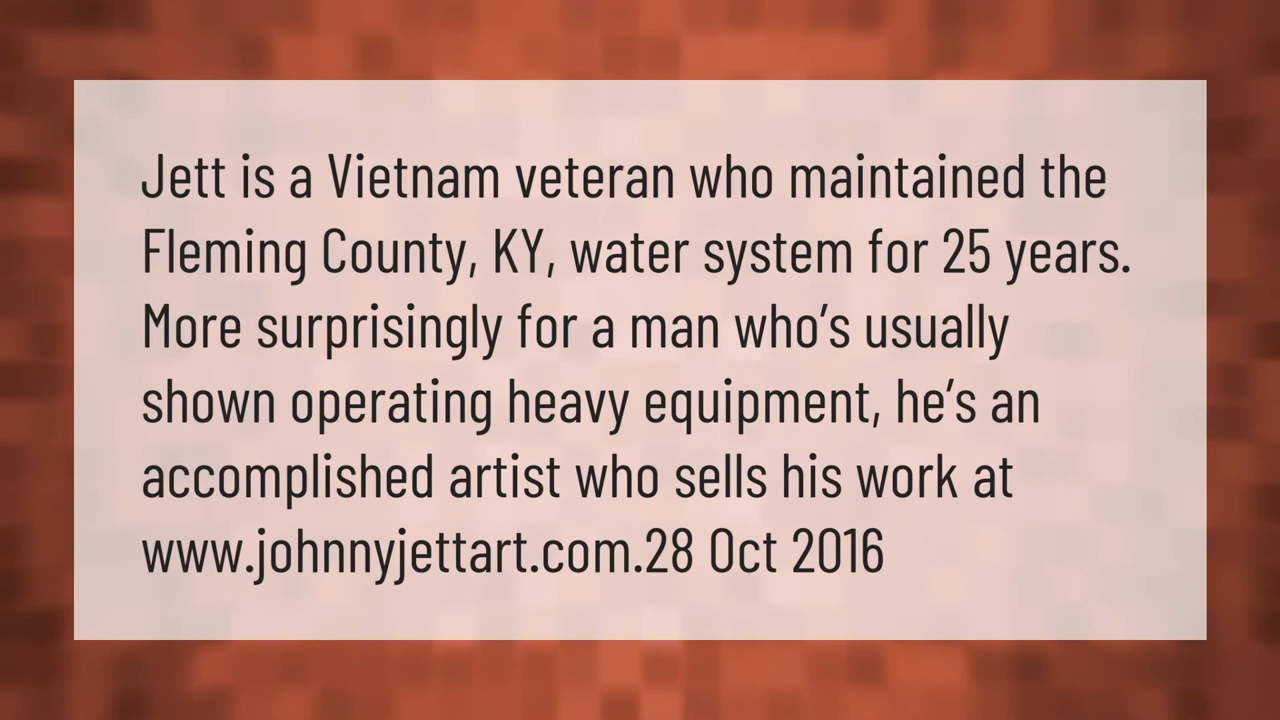 Jett is a Vietnam veteran who maintained the
Fleming County, KY, water system for 25 years.
More surprisingly for a man who’s usually
shown operating heavy equipment, he’s an
accomplished artist who sells his work at
www.johnnyjettart.com.28 Oct 2016